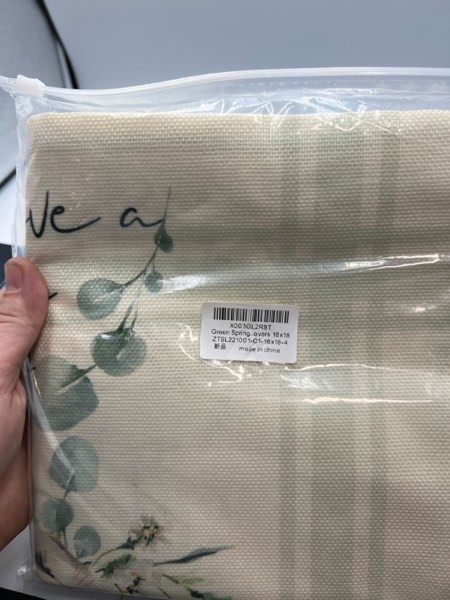 ve a
X003GL2R8T
Green Spring...overs 18x18
ZTSL221001-C1-18x18-4
新品 made in china